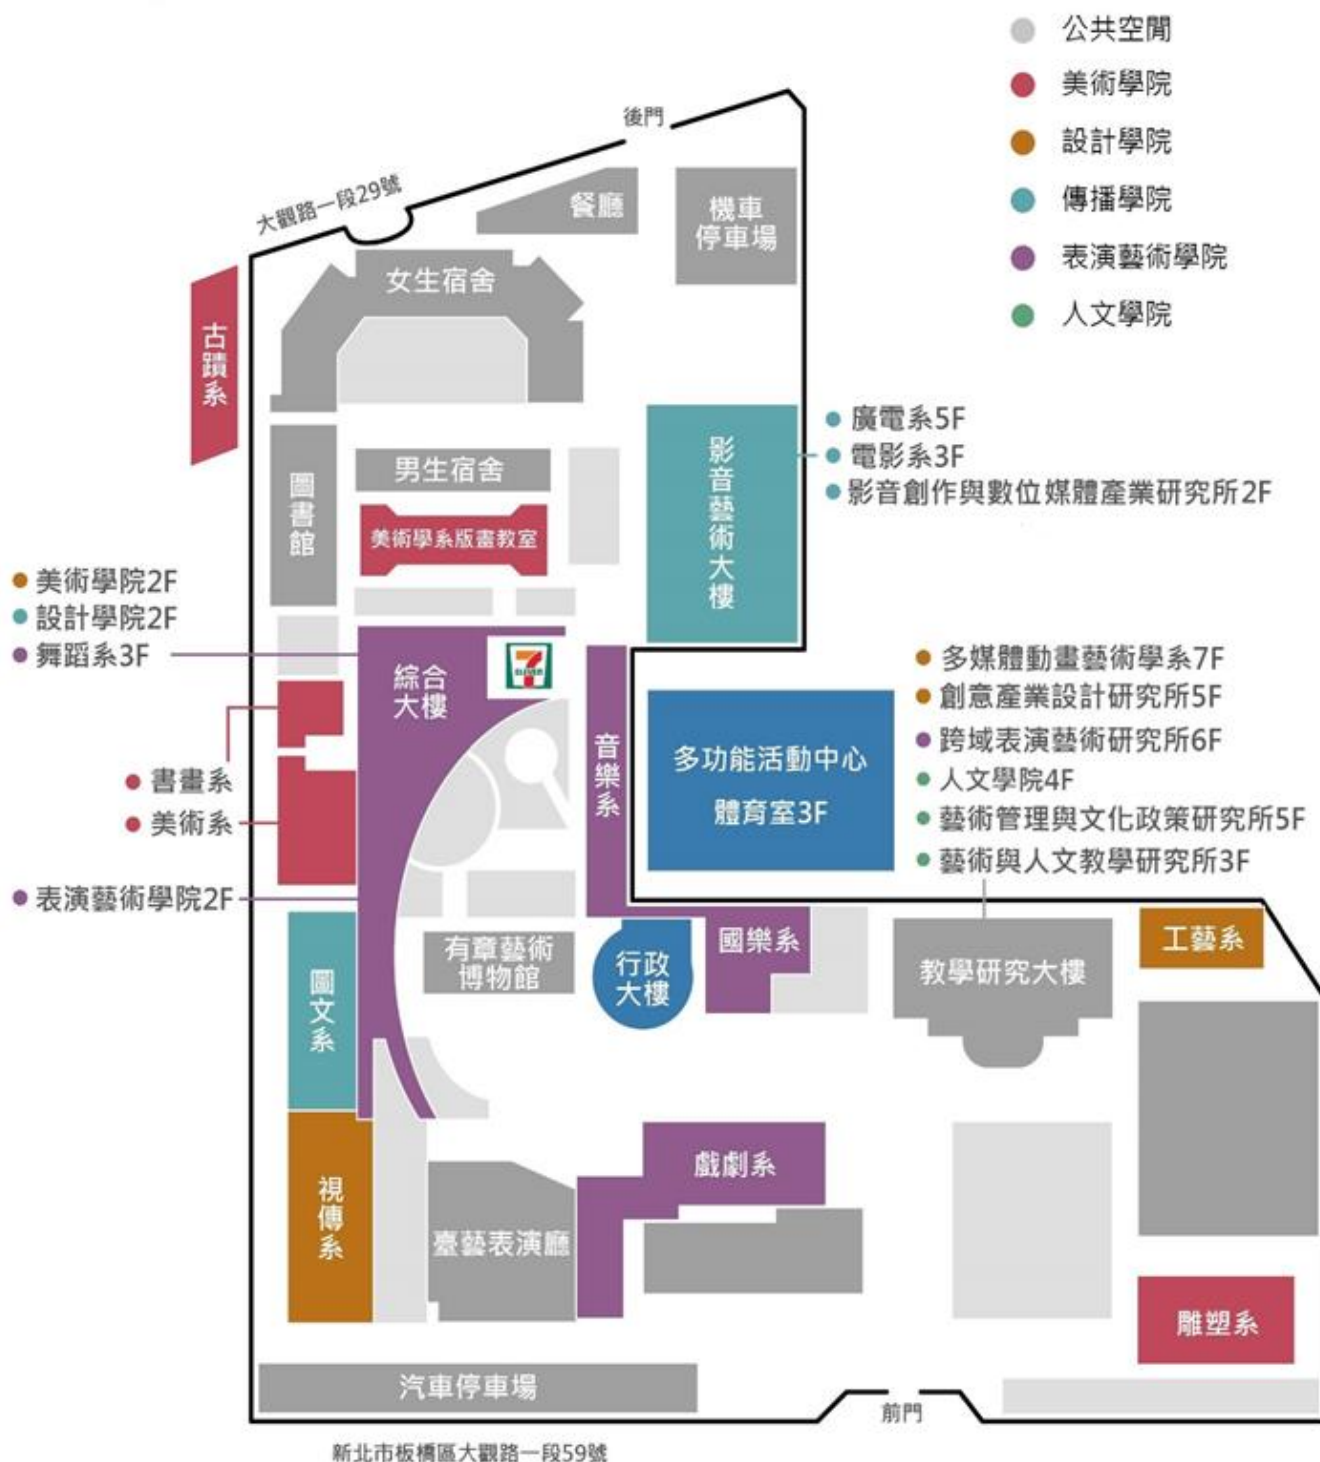 公共空間
美術學院
設計學院
傳播學院
表演藝術學院
人文學院
後門
大觀路一段29號
餐廳
機車
停車場
女生宿舍
古蹟系
圖書館
男生宿舍
美術學系版畫教室
影音藝術大樓
廣電系5F
電影系3F
影音創作與數位媒體產業研究所2F
美術學院2F
設計學院2F
舞蹈系3F
綜合
大樓
7
ELEVEN
音樂系
多功能活動中心
體育室3F
多媒體動畫藝術學系7F
創意產業設計研究所5F
跨域表演藝術研究所6F
人文學院4F
藝術管理與文化政策研究所5F
藝術與人文教學研究所3F
書畫系
美術系
表演藝術學院2F
圖文系
有章藝術
博物館
行政
大樓
國樂系
教學研究大樓
工藝系
視傳系
臺藝表演廳
戲劇系
雕塑系
汽車停車場
前門
新北市板橋區大觀路一段59號